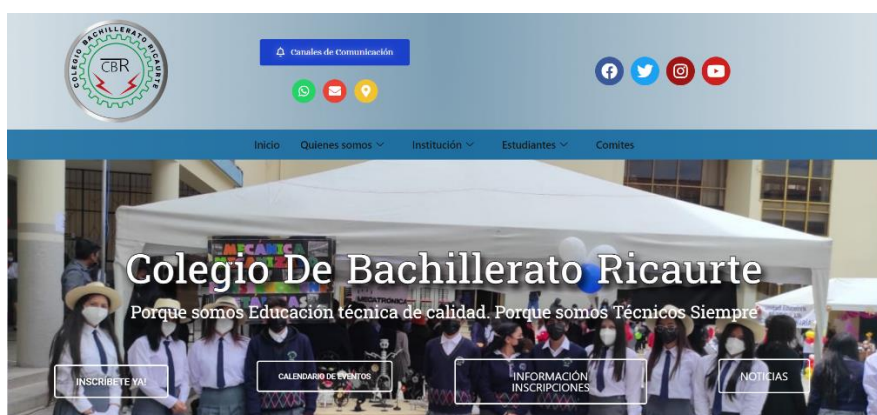 COLEGIO BACHILLERATO RICAURTE
CBR
Canales de Comunicación
Inicio
Quienes somos
Institución
Estudiantes
Comites
MECANICA
MECATRONICA
Colegio De Bachillerato Ricaurte
Porque somos Educación técnica de calidad. Porque somos Técnicos Siempre
INSCRÍBETE YA!
CALENDARIO DE EVENTOS
INFORMACIÓN
INSCRIPCIONES
NOTICIAS